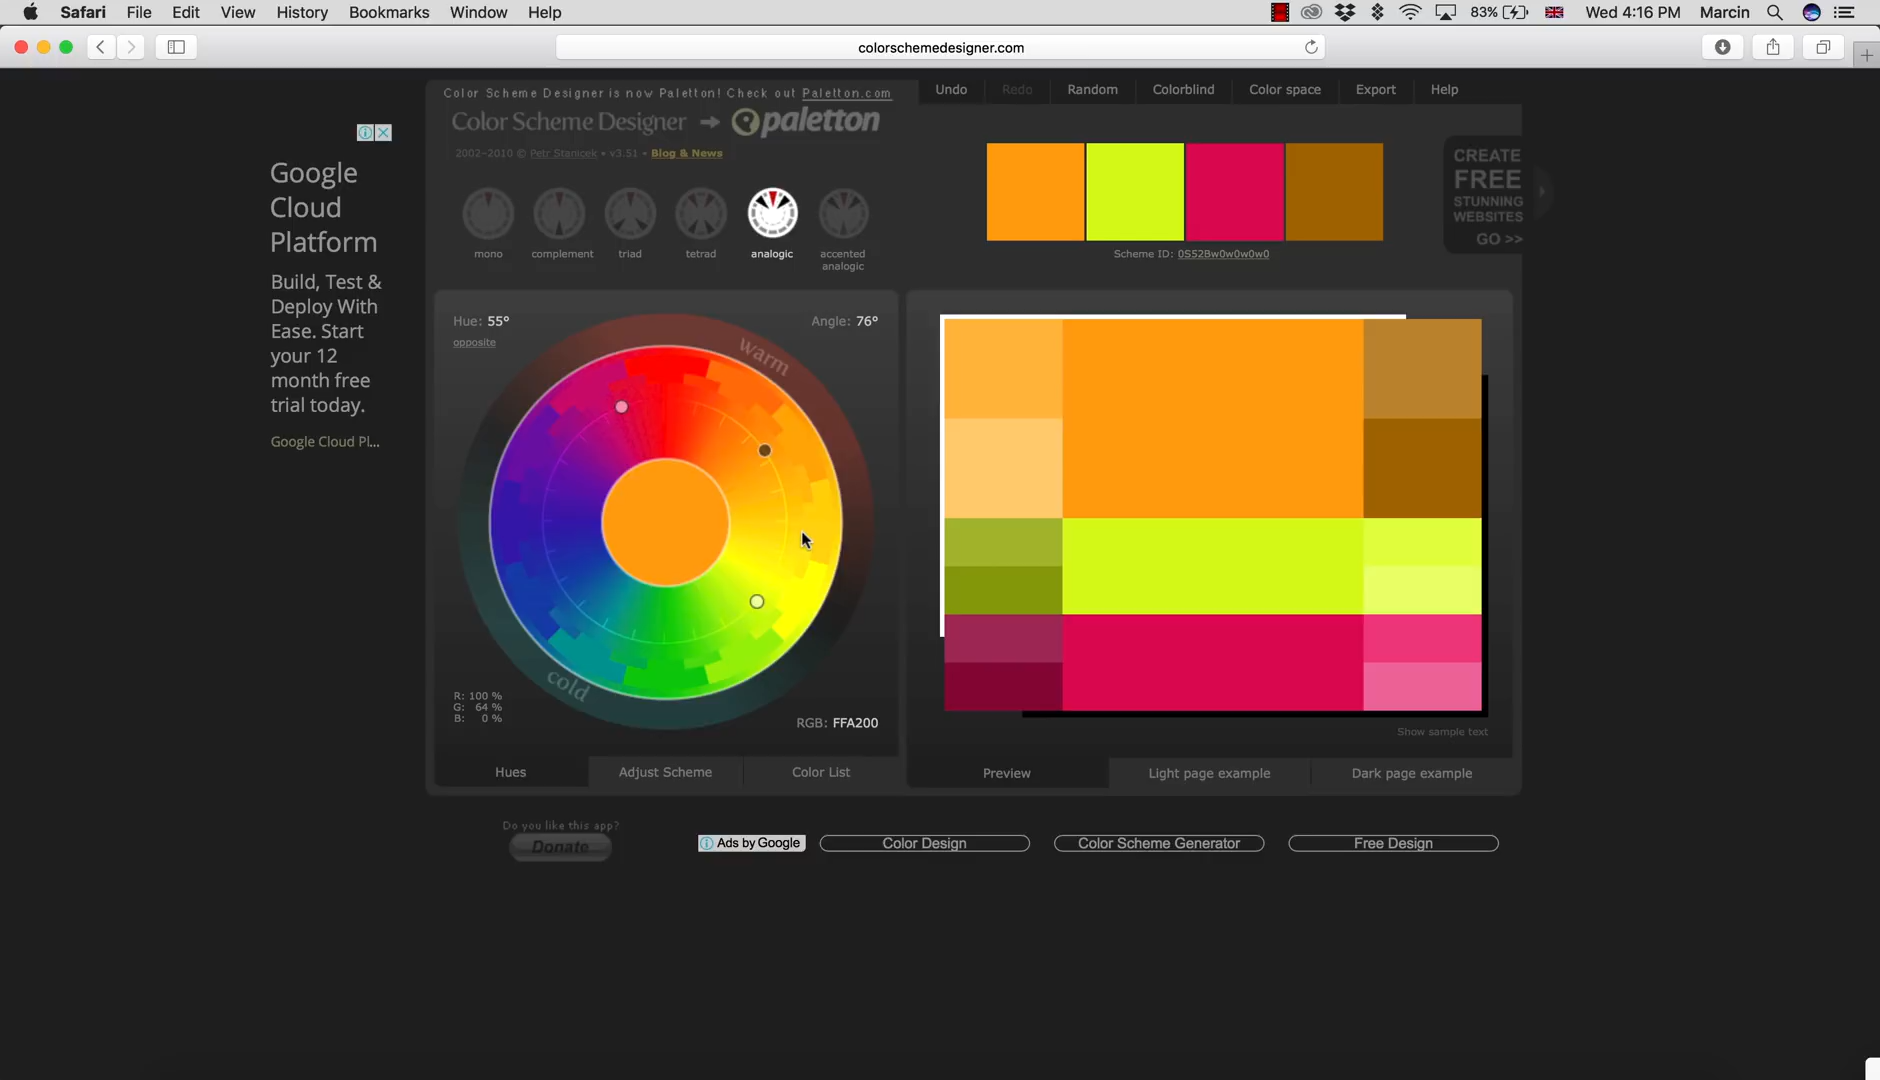 Safari File Edit View History Bookmarks Window Help 83% Wed 4:16 PM Marcin
colorschemedesigner.com
Color Scheme Designer is now Paletton! Check out Paletton.com
Undo Redo Random Colorblind Color space Export Help
Color Scheme Designer → paletton
2002-2010 © Petr Stanicek • v3.51 • Blog & News
mono complement triad tetrad analogic accented
analogic
Scheme ID: 0S52Bw0w0w0w0
CREATE
FREE
STUNNING
WEBSITES
GO >>
Google
Cloud
Platform
Build, Test &
Deploy With
Ease. Start
your 12
month free
trial today.
Google Cloud Pl...
Hue: 55° Angle: 76°
opposite
warm
cold
R: 100 %
G: 64 %
B: 0 %
RGB: FFA200
Show sample text
Hues Adjust Scheme Color List
Preview Light page example Dark page example
Do you like this app?
Donate
Ads by Google Color Design Color Scheme Generator Free Design